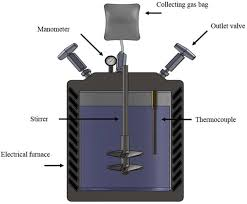 Collecting gas bag
Manometer
Outlet valve
Stirrer
Thermocouple
Electrical furnace